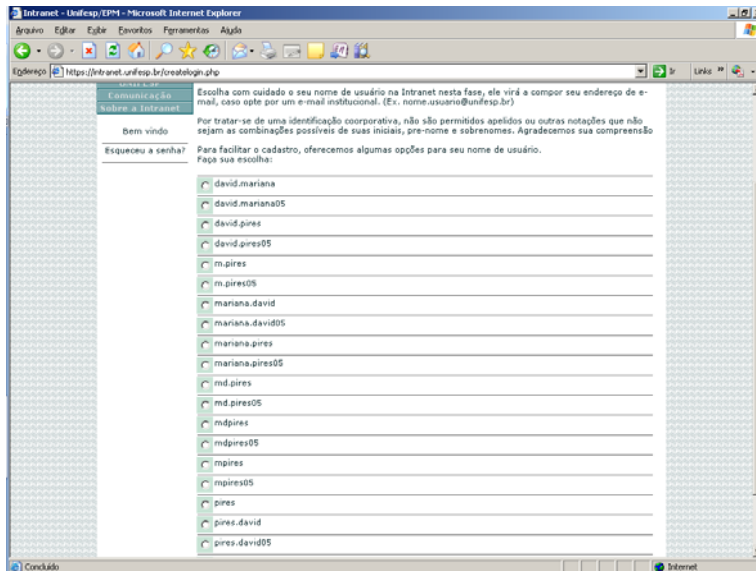 Intranet - Unifesp/EPM - Microsoft Internet Explorer
Arquivo Editar Exibir Favoritos Ferramentas Ajuda
Endereço https://intranet.unifesp.br/createlogin.php Ir Links
UNIFESP
Comunicação
Sobre a Intranet
Bem vindo
Esqueceu a senha?
Escolha com cuidado o seu nome de usuário na Intranet nesta fase, ele virá a compor seu endereço de e-
mail, caso opte por um e-mail institucional. (Ex. nome.usuario@unifesp.br)
Por tratar-se de uma identificação coorporativa, não são permitidos apelidos ou outras notações que não
sejam as combinações possíveis de suas iniciais, pre-nome e sobrenomes. Agradecemos sua compreensão
Para facilitar o cadastro, oferecemos algumas opções para seu nome de usuário.
Faça sua escolha:
david.mariana
david.mariana05
david.pires
david.pires05
m.pires
m.pires05
mariana.david
mariana.david05
mariana.pires
mariana.pires05
md.pires
md.pires05
mdpires
mdpires05
mpires
mpires05
pires
pires.david
pires.david05
Concluído
Internet